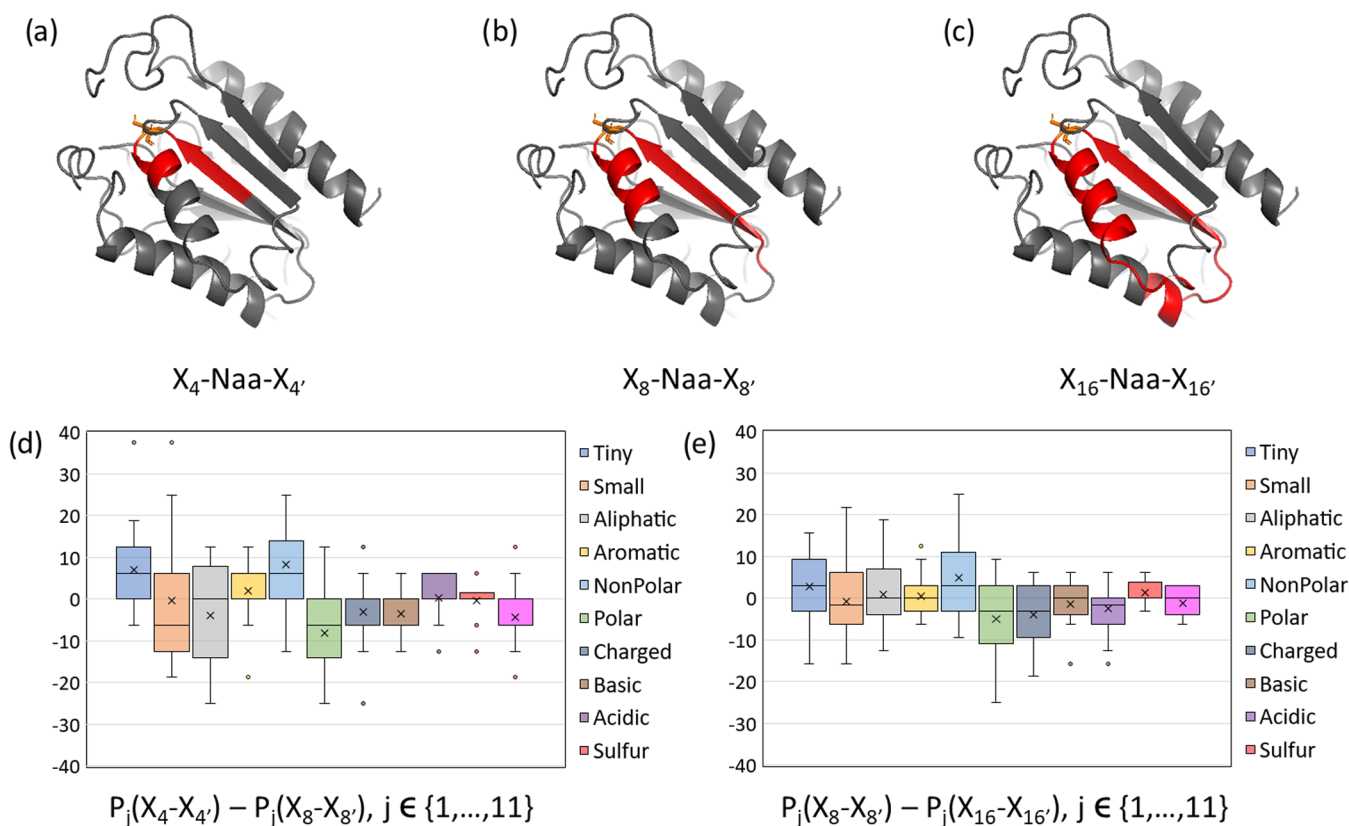 (a)
(b)
(c)
X₄-Naa-X₄'
X₈-Naa-X₈'
X₁₆-Naa-X₁₆'
(d)
40
30
20
10
0
-10
-20
-30
-40
Tiny
Small
Aliphatic
Aromatic
NonPolar
Polar
Charged
Basic
Acidic
Sulfur
Pⱼ(X₄-X₄') – Pⱼ(X₈-X₈'), j ∈ {1,...,11}
(e)
40
30
20
10
0
-10
-20
-30
-40
Tiny
Small
Aliphatic
Aromatic
NonPolar
Polar
Charged
Basic
Acidic
Sulfur
Pⱼ(X₈-X₈') – Pⱼ(X₁₆-X₁₆'), j ∈ {1,...,11}